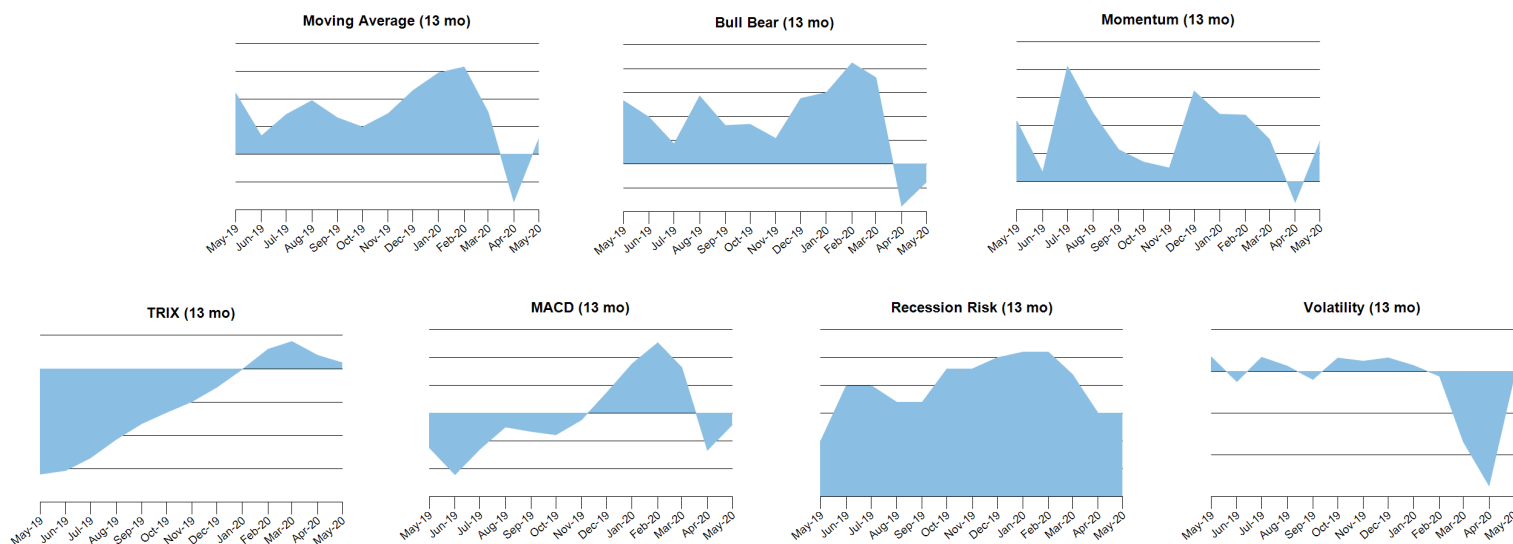 Moving Average (13 mo)
May-19 Jun-19 Jul-19 Aug-19 Sep-19 Oct-19 Nov-19 Dec-19 Jan-20 Feb-20 Mar-20 Apr-20 May-20
Bull Bear (13 mo)
May-19 Jun-19 Jul-19 Aug-19 Sep-19 Oct-19 Nov-19 Dec-19 Jan-20 Feb-20 Mar-20 Apr-20 May-20
Momentum (13 mo)
May-19 Jun-19 Jul-19 Aug-19 Sep-19 Oct-19 Nov-19 Dec-19 Jan-20 Feb-20 Mar-20 Apr-20 May-20
TRIX (13 mo)
May-19 Jun-19 Jul-19 Aug-19 Sep-19 Oct-19 Nov-19 Dec-19 Jan-20 Feb-20 Mar-20 Apr-20 May-20
MACD (13 mo)
May-19 Jun-19 Jul-19 Aug-19 Sep-19 Oct-19 Nov-19 Dec-19 Jan-20 Feb-20 Mar-20 Apr-20 May-20
Recession Risk (13 mo)
May-19 Jun-19 Jul-19 Aug-19 Sep-19 Oct-19 Nov-19 Dec-19 Jan-20 Feb-20 Mar-20 Apr-20 May-20
Volatility (13 mo)
May-19 Jun-19 Jul-19 Aug-19 Sep-19 Oct-19 Nov-19 Dec-19 Jan-20 Feb-20 Mar-20 Apr-20 May-20